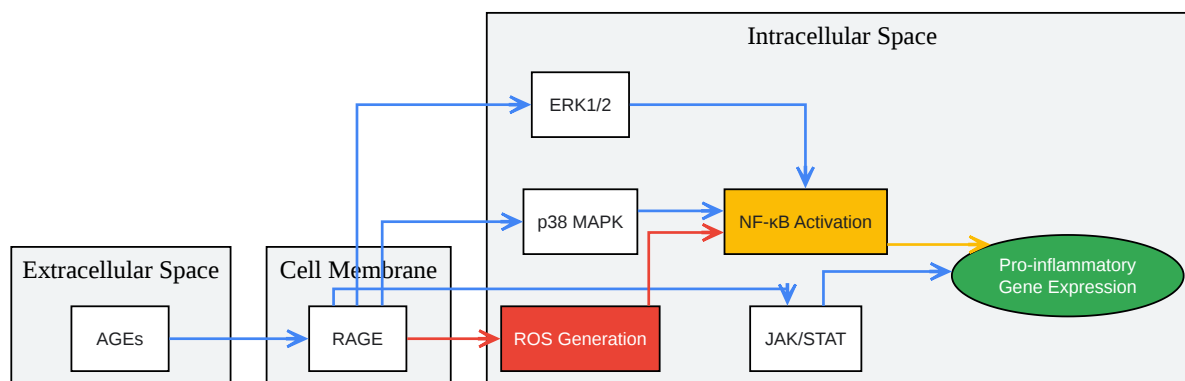 Intracellular Space
ERK1/2
p38 MAPK
NF-κB Activation
Extracellular Space
Cell Membrane
Pro-inflammatory
Gene Expression
AGEs
RAGE
ROS Generation
JAK/STAT